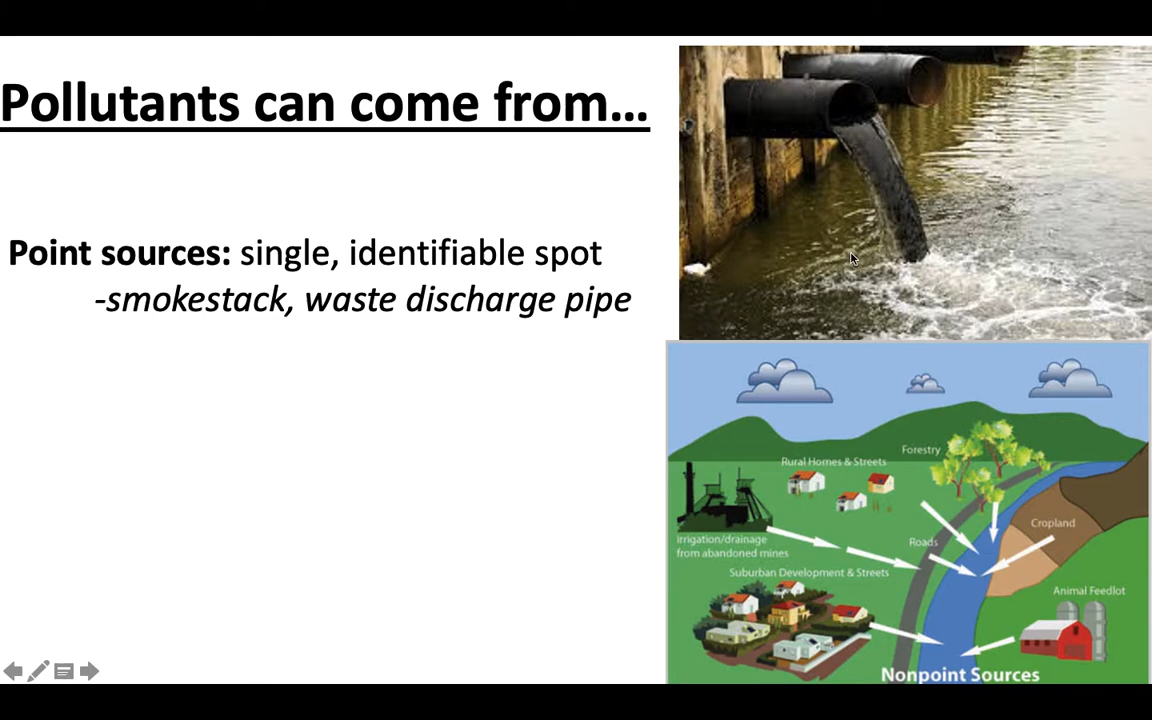 Pollutants can come from...
Point sources: single, identifiable spot
-smokestack, waste discharge pipe
Forestry
Rural Homes & Streets
Cropland
irrigation/drainage
from abandoned mines
Roads
Suburban Development & Streets
Animal Feedlot
Nonpoint Sources